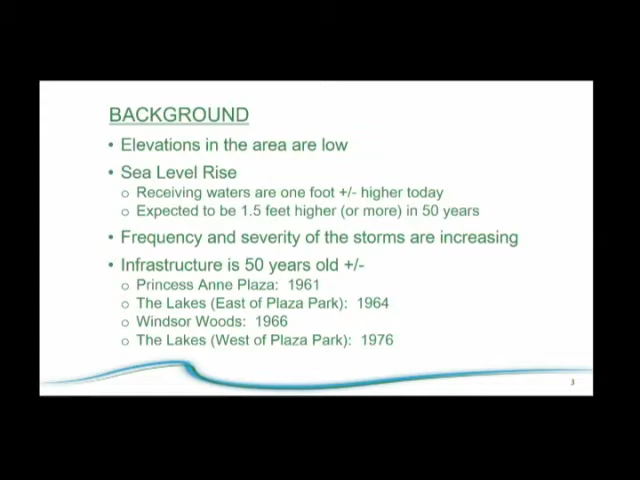 BACKGROUND
• Elevations in the area are low
• Sea Level Rise
o Receiving waters are one foot +/- higher today
o Expected to be 1.5 feet higher (or more) in 50 years
• Frequency and severity of the storms are increasing
• Infrastructure is 50 years old +/-
o Princess Anne Plaza: 1961
o The Lakes (East of Plaza Park): 1964
o Windsor Woods: 1966
o The Lakes (West of Plaza Park): 1976
3